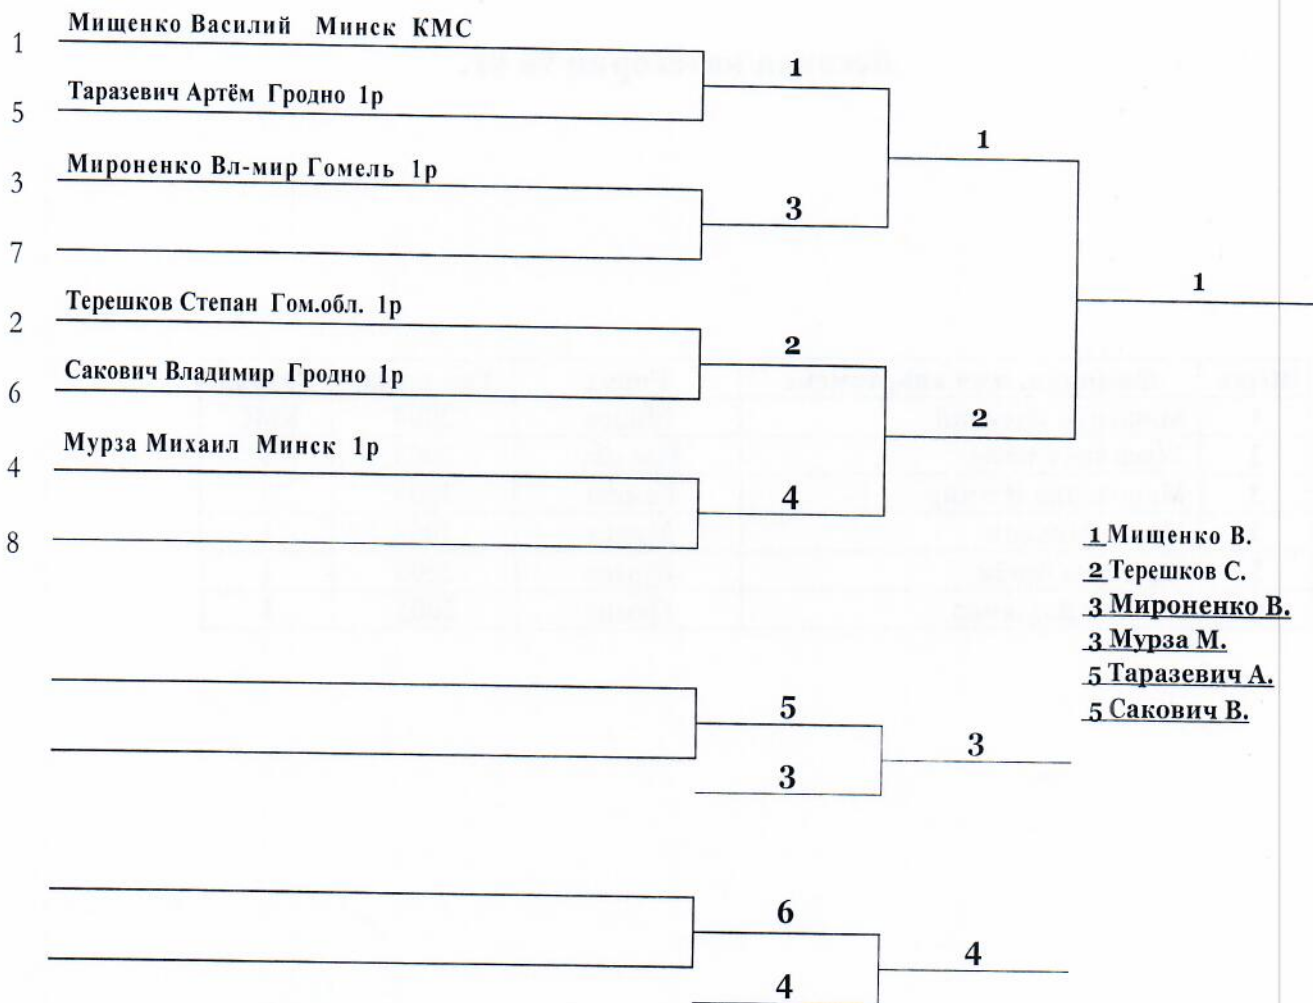 1 Мищенко Василий Минск КМС
1
5 Таразевич Артём Гродно 1р
1
3 Мироненко Вл-мир Гомель 1р
3
7
1
2 Терешков Степан Гом.обл. 1р
2
6 Сакович Владимир Гродно 1р
2
4 Мурза Михаил Минск 1р
4
8
1 Мищенко В.
2 Терешков С.
3 Мироненко В.
3 Мурза М.
5 Таразевич А.
5 Сакович В.
5
3
3
6
4
4